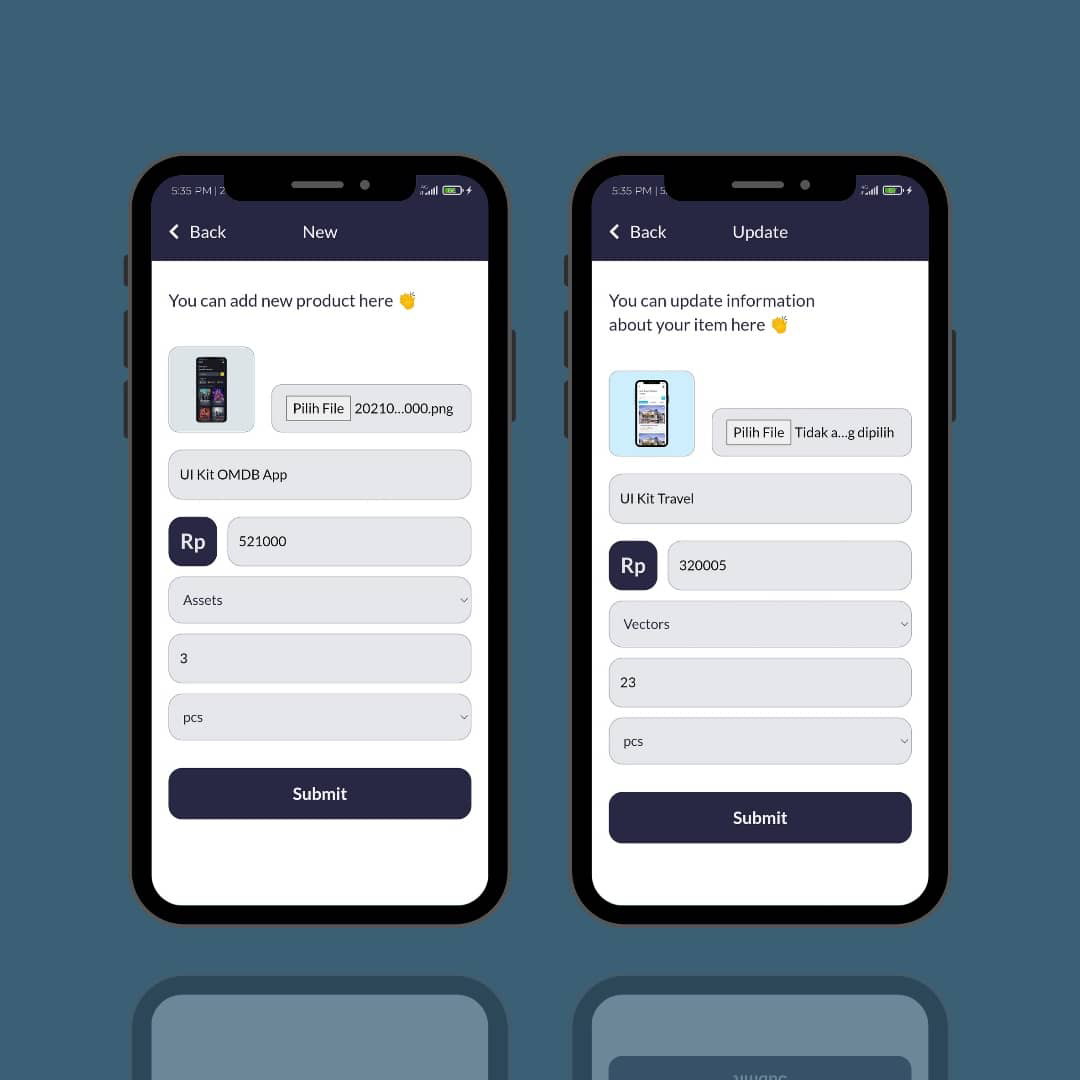 5:35 PM | 2
Back
New
You can add new product here 👏
Pilih File 20210...000.png
UI Kit OMDB App
Rp
521000
Assets
3
pcs
Submit
5:35 PM | 5
Back
Update
You can update information
about your item here 👏
Pilih File Tidak a...g dipilih
UI Kit Travel
Rp
320005
Vectors
23
pcs
Submit
Submit